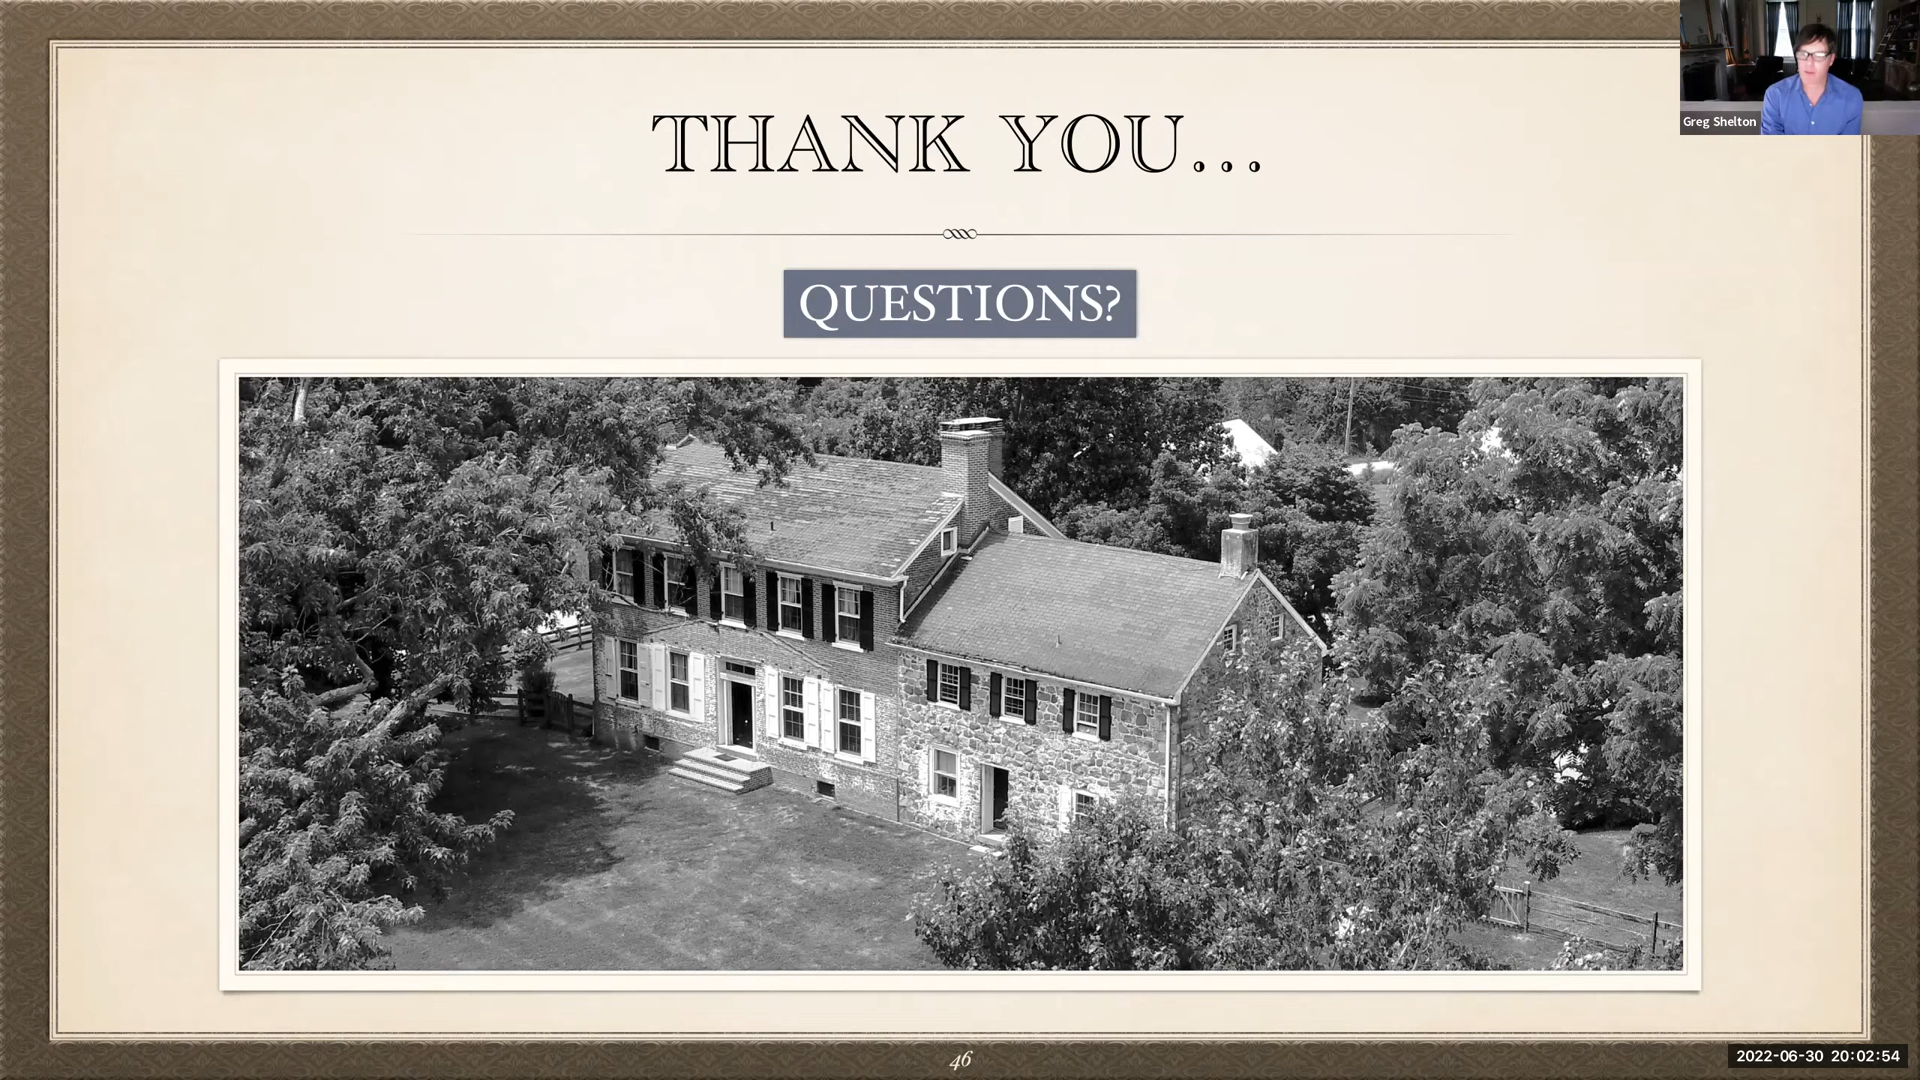 THANK YOU...
Greg Shelton
QUESTIONS?
46
2022-06-30 20:02:54